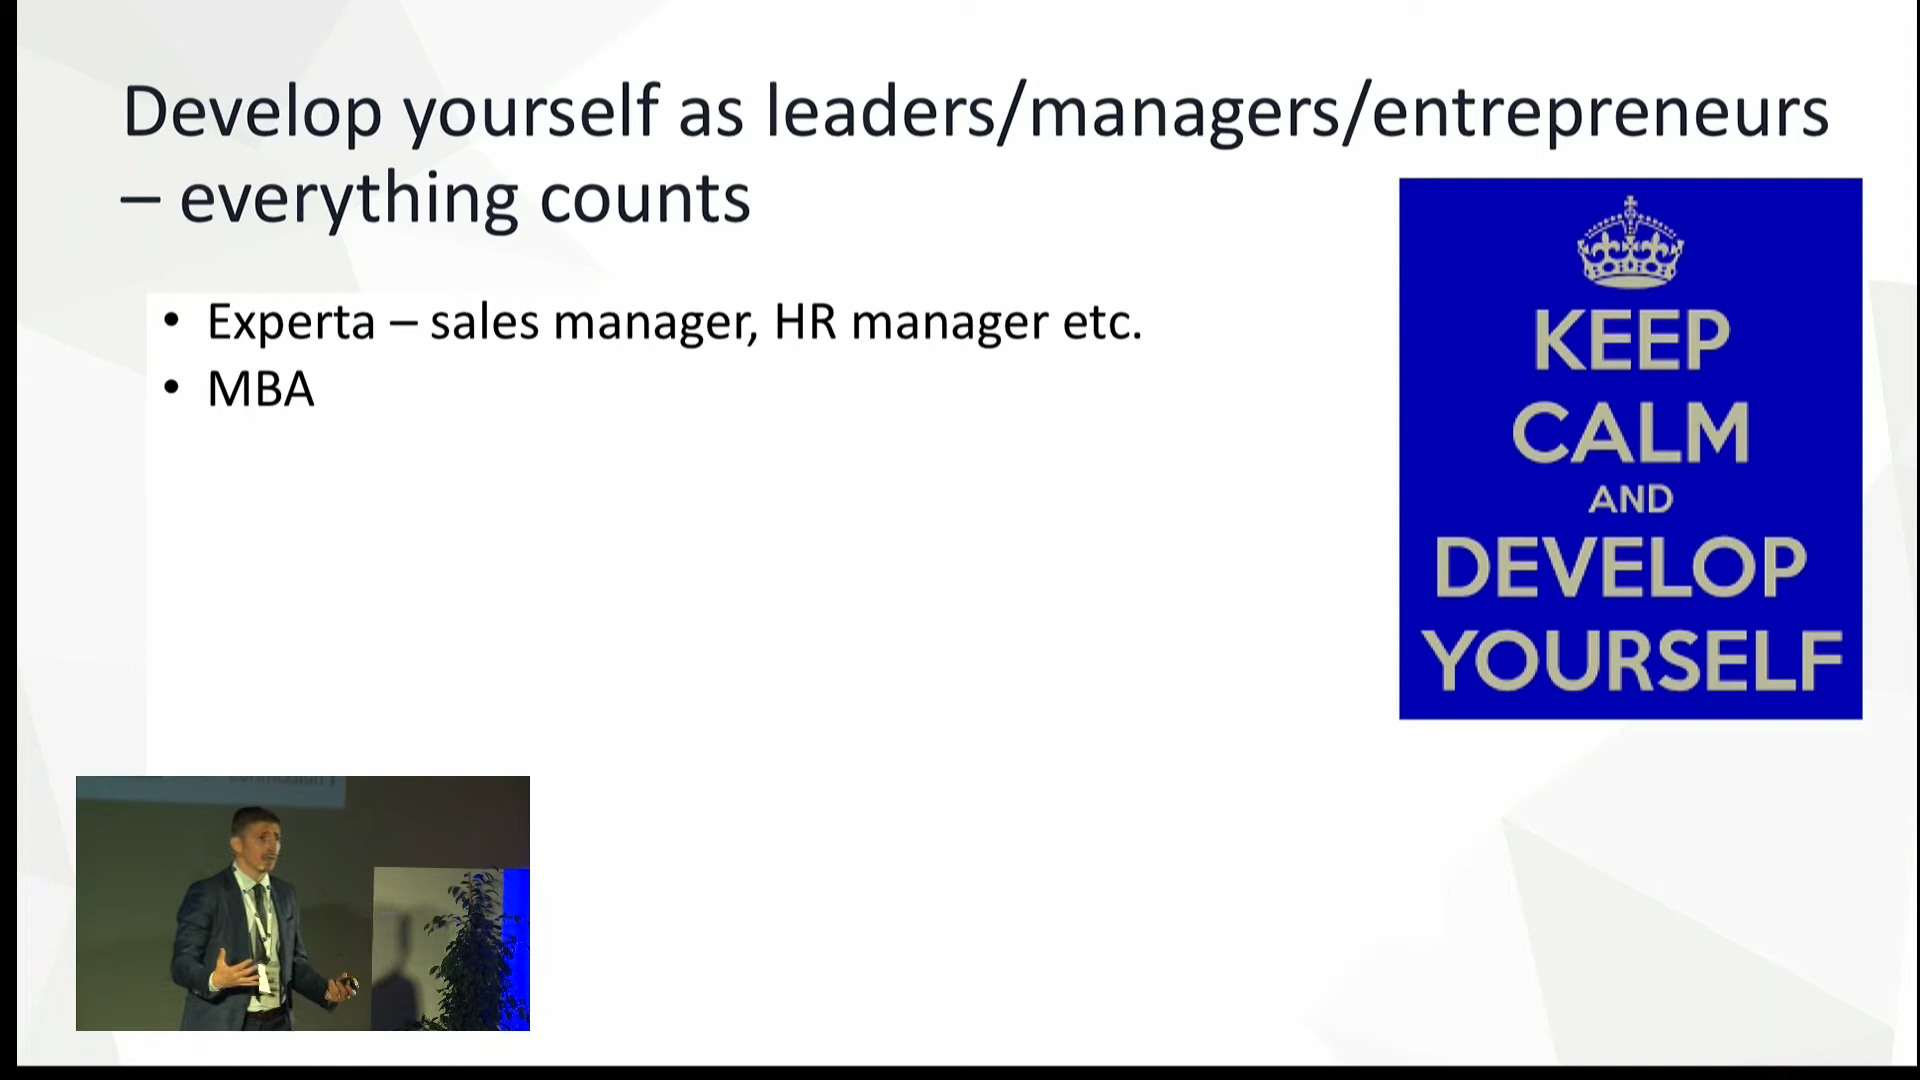 Develop yourself as leaders/managers/entrepreneurs
– everything counts
• Experta – sales manager, HR manager etc.
• MBA
KEEP
CALM
AND
DEVELOP
YOURSELF